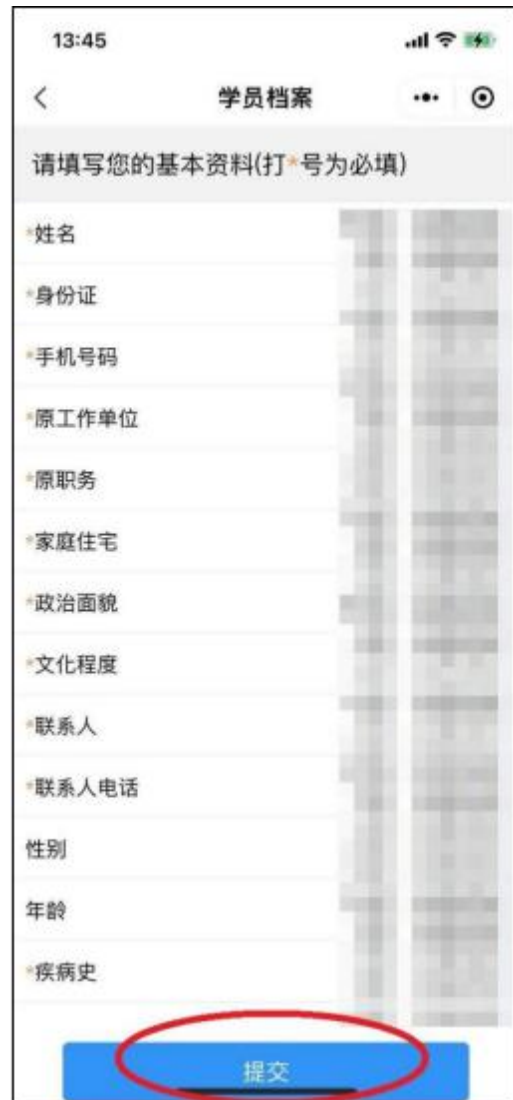 13:45
学员档案
请填写您的基本资料(打*号为必填)
*姓名
*身份证
*手机号码
*原工作单位
*原职务
*家庭住宅
*政治面貌
*文化程度
*联系人
*联系人电话
性别
年龄
*疾病史
提交